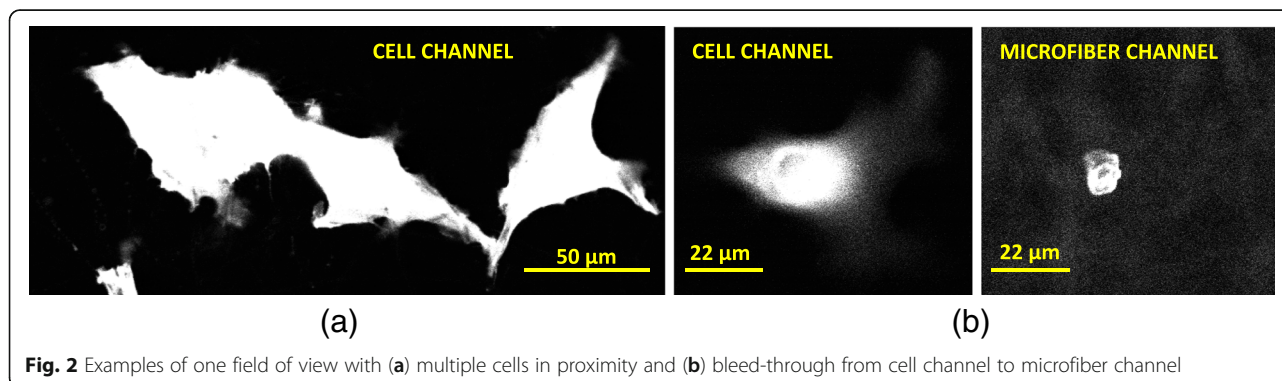 CELL CHANNEL
50 μm
CELL CHANNEL
22 μm
MICROFIBER CHANNEL
22 μm
(a)
(b)
Fig. 2 Examples of one field of view with (a) multiple cells in proximity and (b) bleed-through from cell channel to microfiber channel